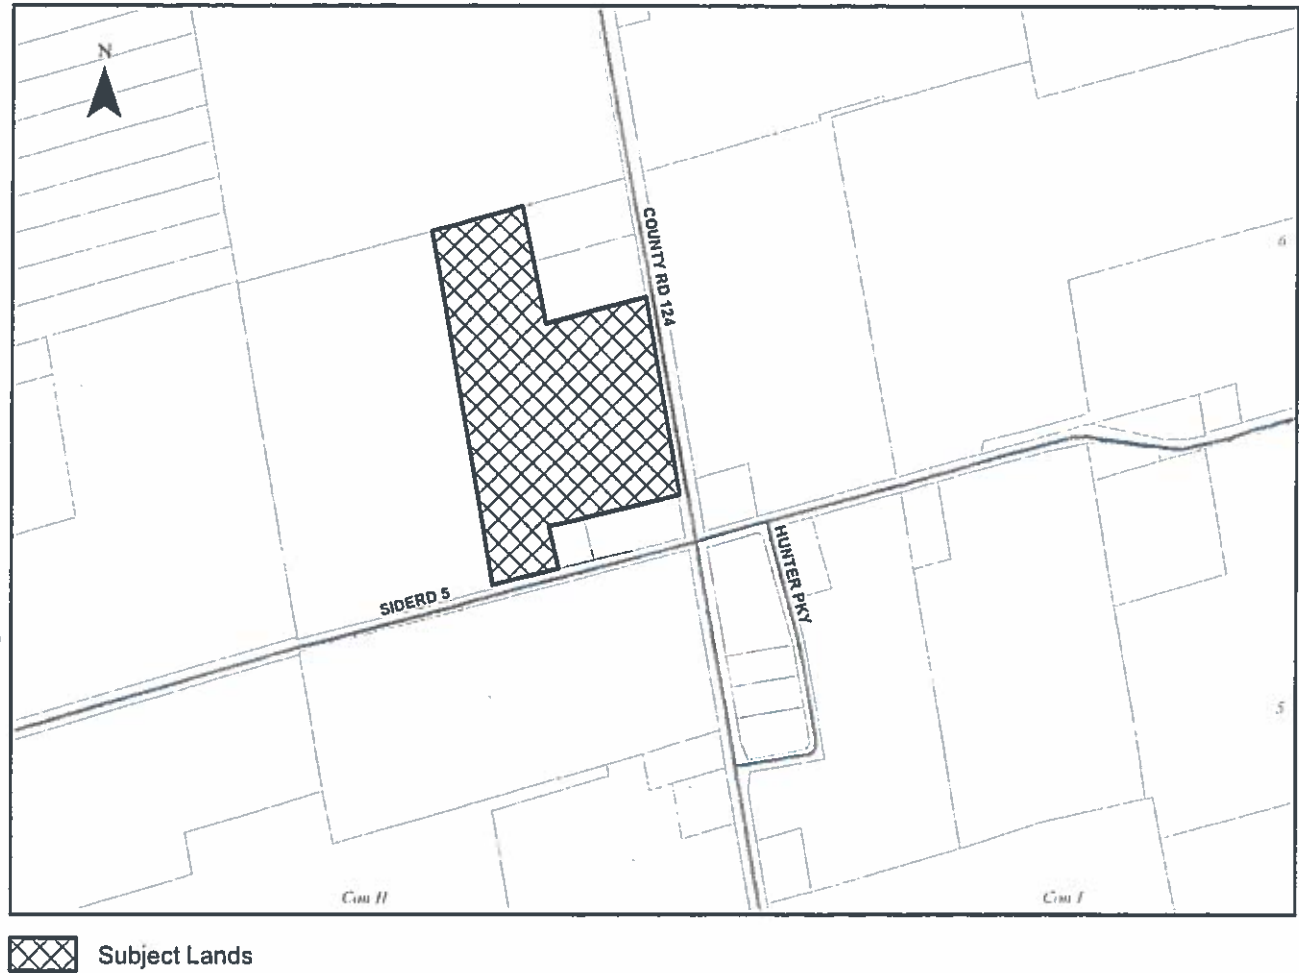 N
COUNTY RD 124
6
HUNTER PKY
SIDERD 5
5
Con II
Con I
Subject Lands